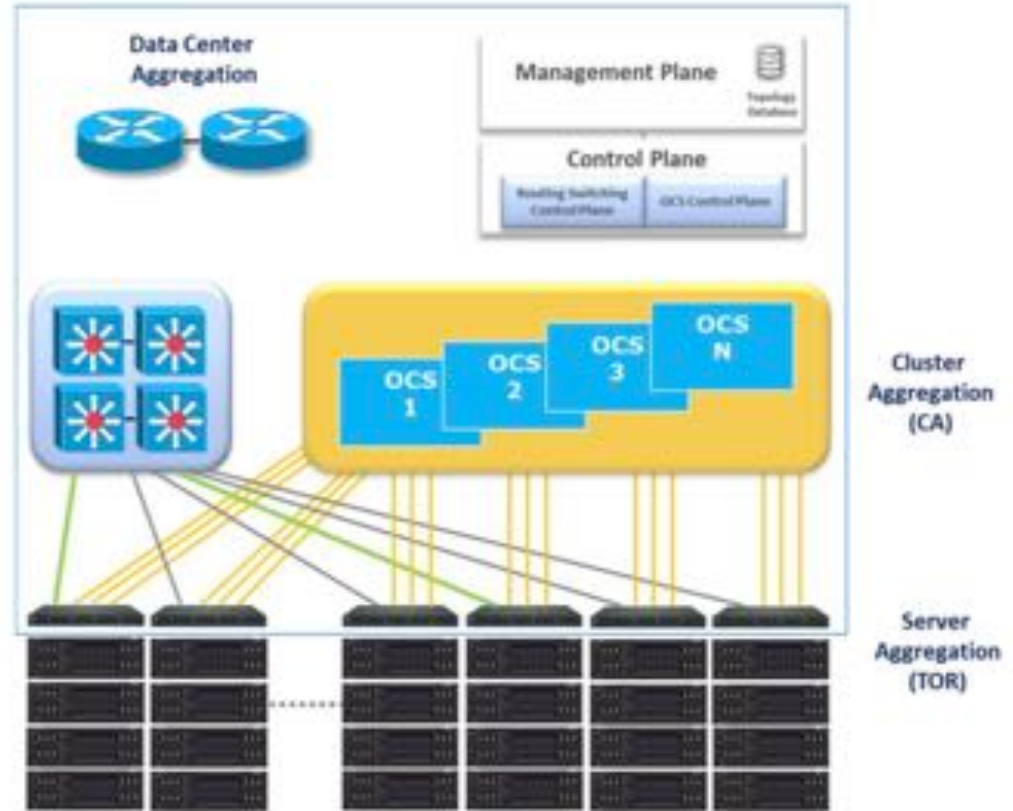 Data Center
Aggregation
Management Plane
Topology
Database
Control Plane
Routing Switching
Control Plane
OCS Control Plane
OCS
1
OCS
2
OCS
3
OCS
N
Cluster
Aggregation
(CA)
Server
Aggregation
(TOR)